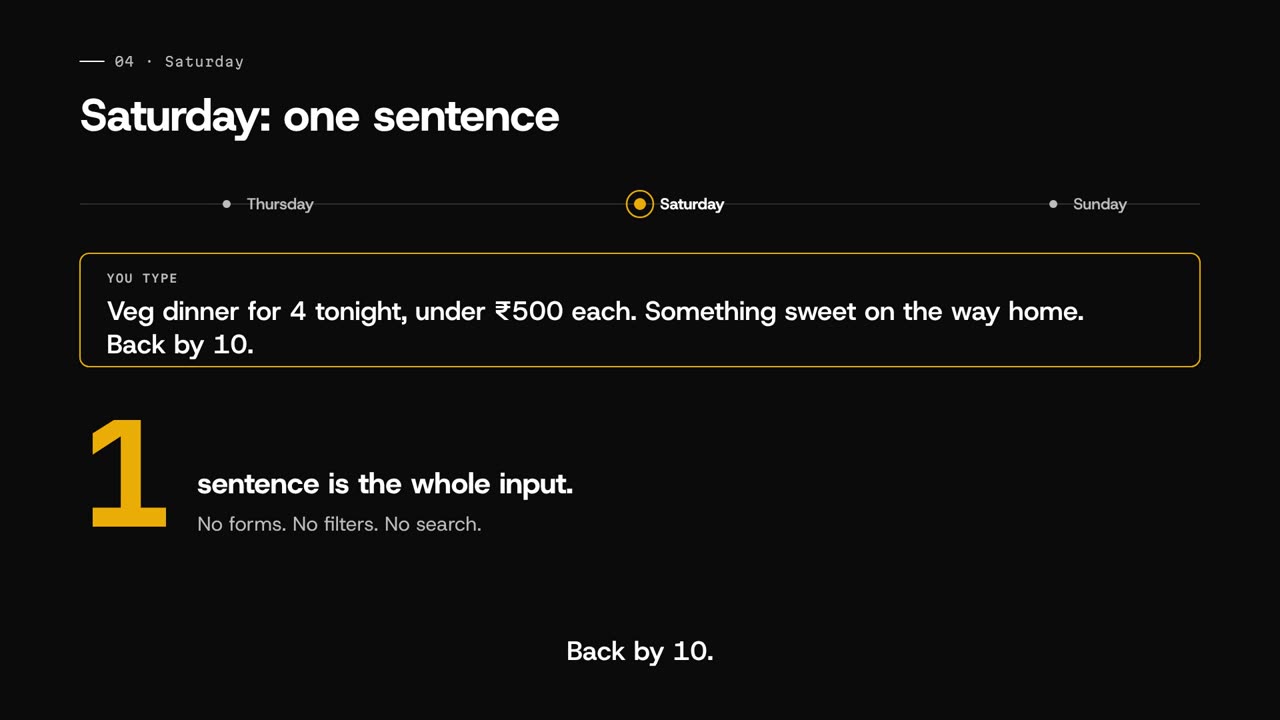 04 · Saturday
Saturday: one sentence
Thursday
Saturday
Sunday
YOU TYPE
Veg dinner for 4 tonight, under ₹500 each. Something sweet on the way home.
Back by 10.
1
sentence is the whole input.
No forms. No filters. No search.
Back by 10.